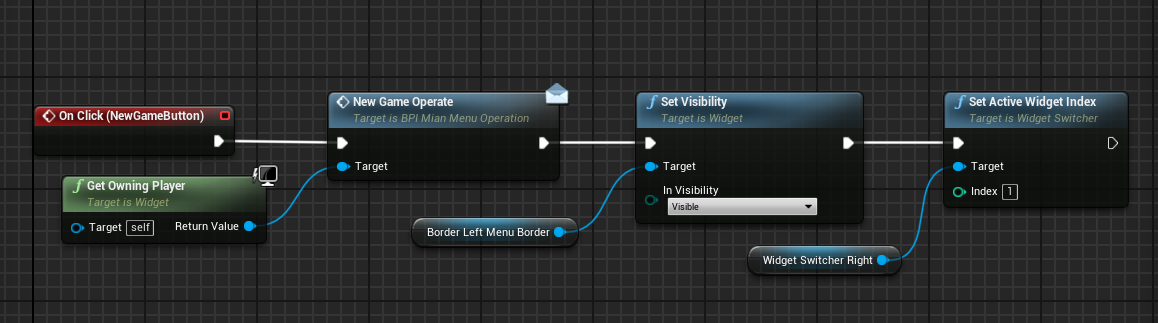 On Click (NewGameButton)
Get Owning Player
Target is Widget
Target self Return Value
New Game Operate
Target is BPI Mian Menu Operation
Target
Border Left Menu Border
Set Visibility
Target is Widget
Target
In Visibility
Visible
Widget Switcher Right
Set Active Widget Index
Target is Widget Switcher
Target
Index 1